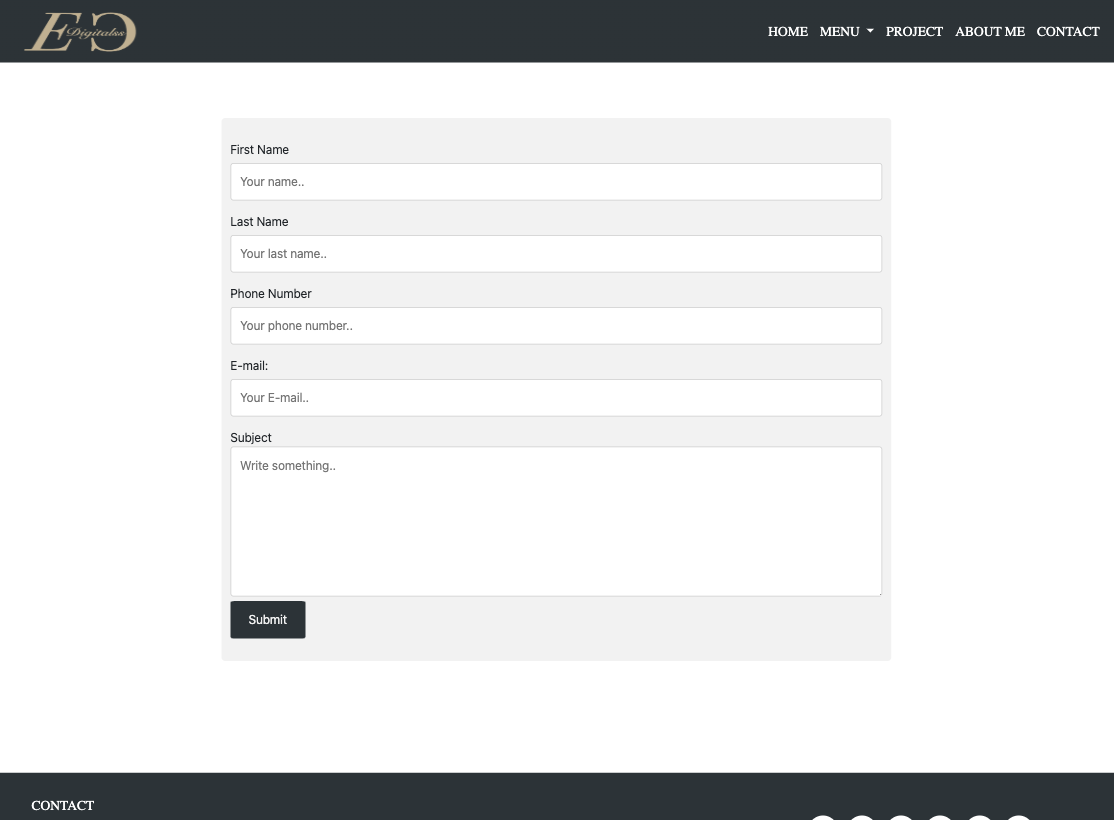 EC
Digitalss
HOME MENU PROJECT ABOUT ME CONTACT
First Name
Your name..
Last Name
Your last name..
Phone Number
Your phone number..
E-mail:
Your E-mail..
Subject
Write something..
Submit
CONTACT